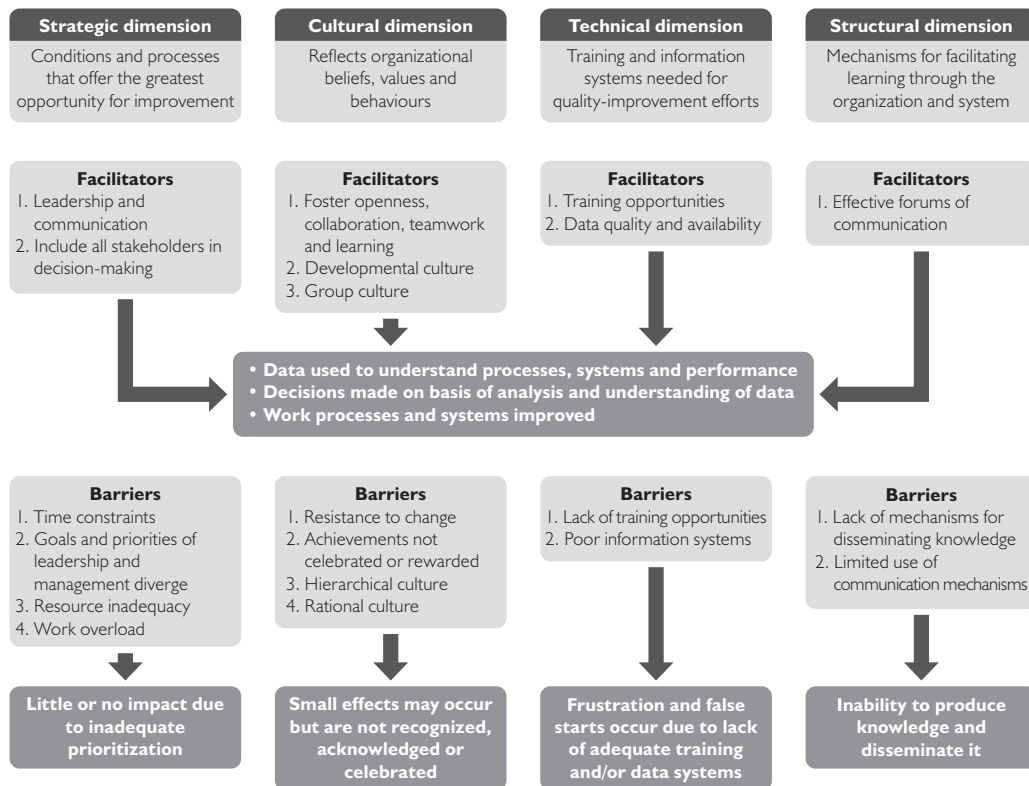 Strategic dimension
Conditions and processes
that offer the greatest
opportunity for improvement
Cultural dimension
Reflects organizational
beliefs, values and
behaviours
Technical dimension
Training and information
systems needed for
quality-improvement efforts
Structural dimension
Mechanisms for facilitating
learning through the
organization and system
Facilitators
1. Leadership and
communication
2. Include all stakeholders in
decision-making
Facilitators
1. Foster openness,
collaboration, teamwork
and learning
2. Developmental culture
3. Group culture
Facilitators
1. Training opportunities
2. Data quality and availability
Facilitators
1. Effective forums of
communication
• Data used to understand processes, systems and performance
• Decisions made on basis of analysis and understanding of data
• Work processes and systems improved
Barriers
1. Time constraints
2. Goals and priorities of
leadership and
management diverge
3. Resource inadequacy
4. Work overload
Barriers
1. Resistance to change
2. Achievements not
celebrated or rewarded
3. Hierarchical culture
4. Rational culture
Barriers
1. Lack of training opportunities
2. Poor information systems
Barriers
1. Lack of mechanisms for
disseminating knowledge
2. Limited use of
communication mechanisms
Little or no impact due
to inadequate
prioritization
Small effects may occur
but are not recognized,
acknowledged or
celebrated
Frustration and false
starts occur due to lack
of adequate training
and/or data systems
Inability to produce
knowledge and
disseminate it